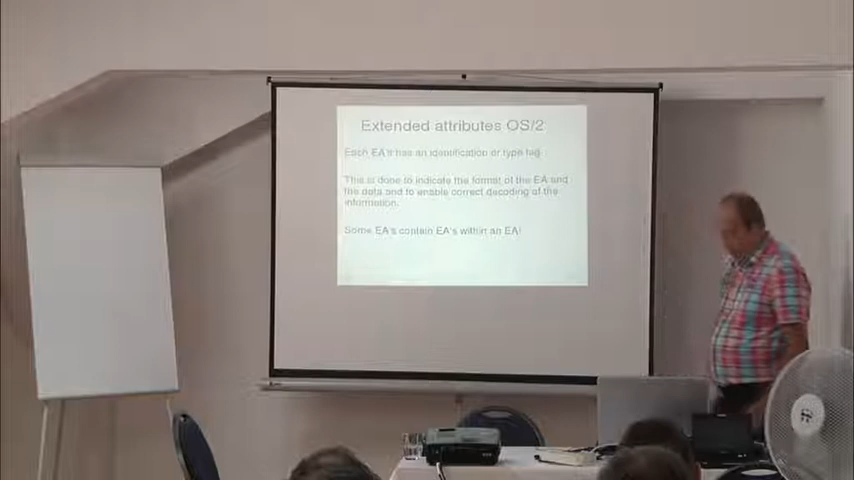 Extended attributes OS/2
Each EA's has an identification or type tag
This is done to indicate the format of the EA and
the data and to enable correct decoding of the
information.
Some EA's contain EA's within an EA!